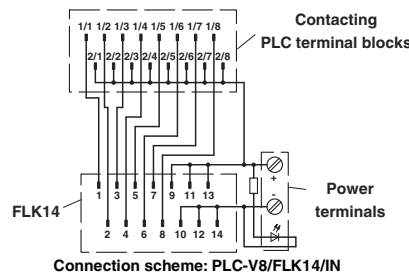 Contacting
PLC terminal blocks
1/1 1/2 1/3 1/4 1/5 1/6 1/7 1/8
2/1 2/2 2/3 2/4 2/5 2/6 2/7 2/8
+
-
Power
terminals
FLK14
1 3 5 7 9 11 13
2 4 6 8 10 12 14
Connection scheme: PLC-V8/FLK14/IN